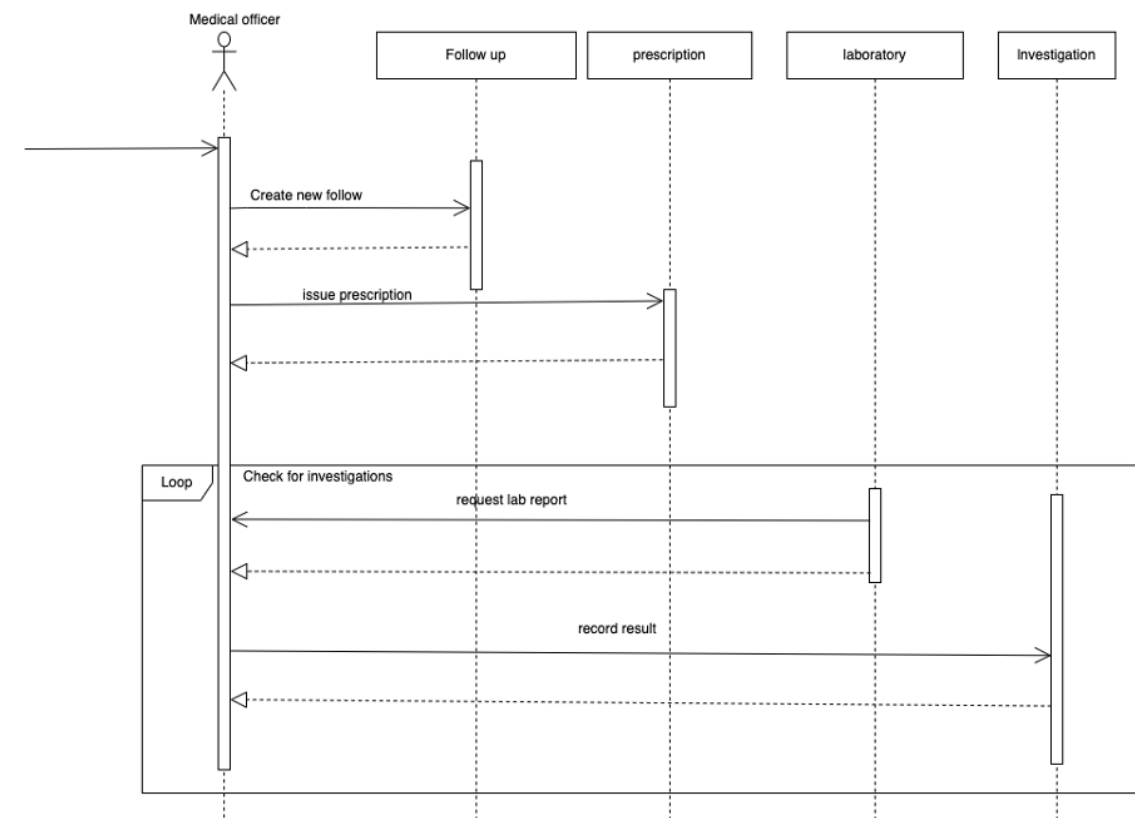 Medical officer
Follow up
prescription
laboratory
Investigation
Create new follow
issue prescription
Loop
Check for investigations
request lab report
record result